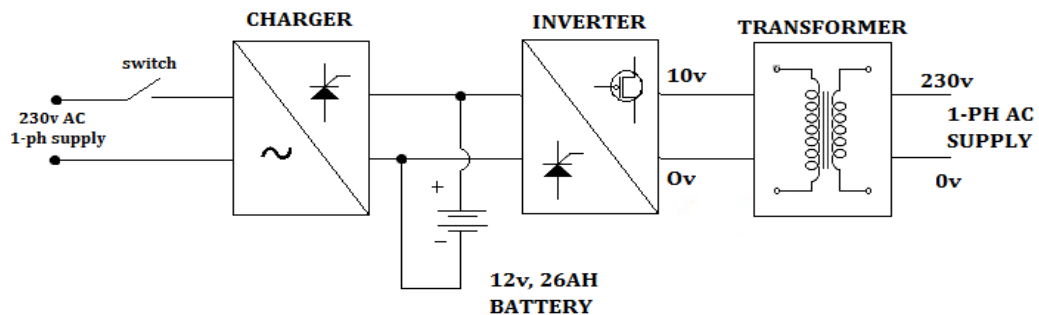 CHARGER
INVERTER
TRANSFORMER
switch
230v AC
1-ph supply
10v
Ov
230v
1-PH AC
SUPPLY
0v
+
−
12v, 26AH
BATTERY